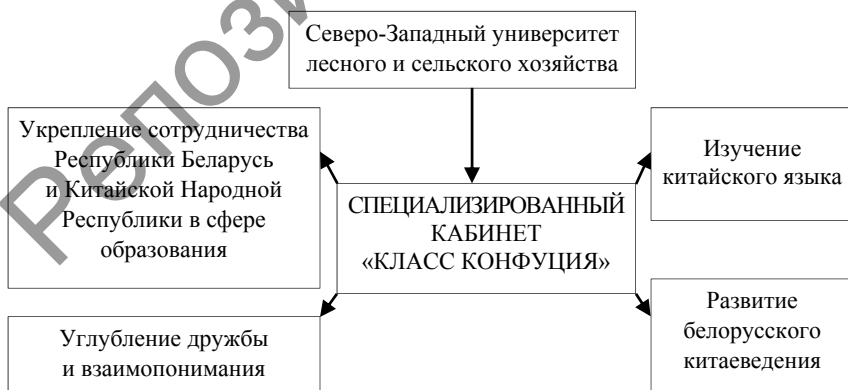 Северо-Западный университет
лесного и сельского хозяйства
Укрепление сотрудничества
Республики Беларусь
и Китайской Народной
Республики в сфере
образования
СПЕЦИАЛИЗИРОВАННЫЙ
КАБИНЕТ
«КЛАСС КОНФУЦИЯ»
Изучение
китайского языка
Углубление дружбы
и взаимопонимания
Развитие
белорусского
китаеведения